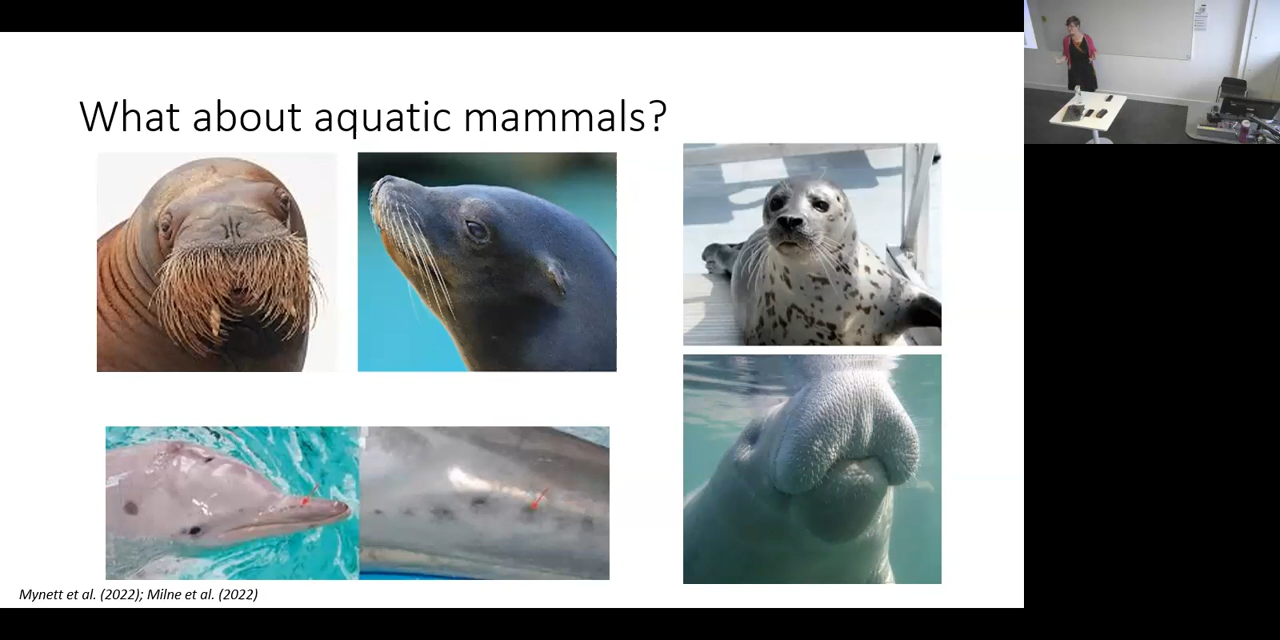 What about aquatic mammals?
Mynett et al. (2022); Milne et al. (2022)